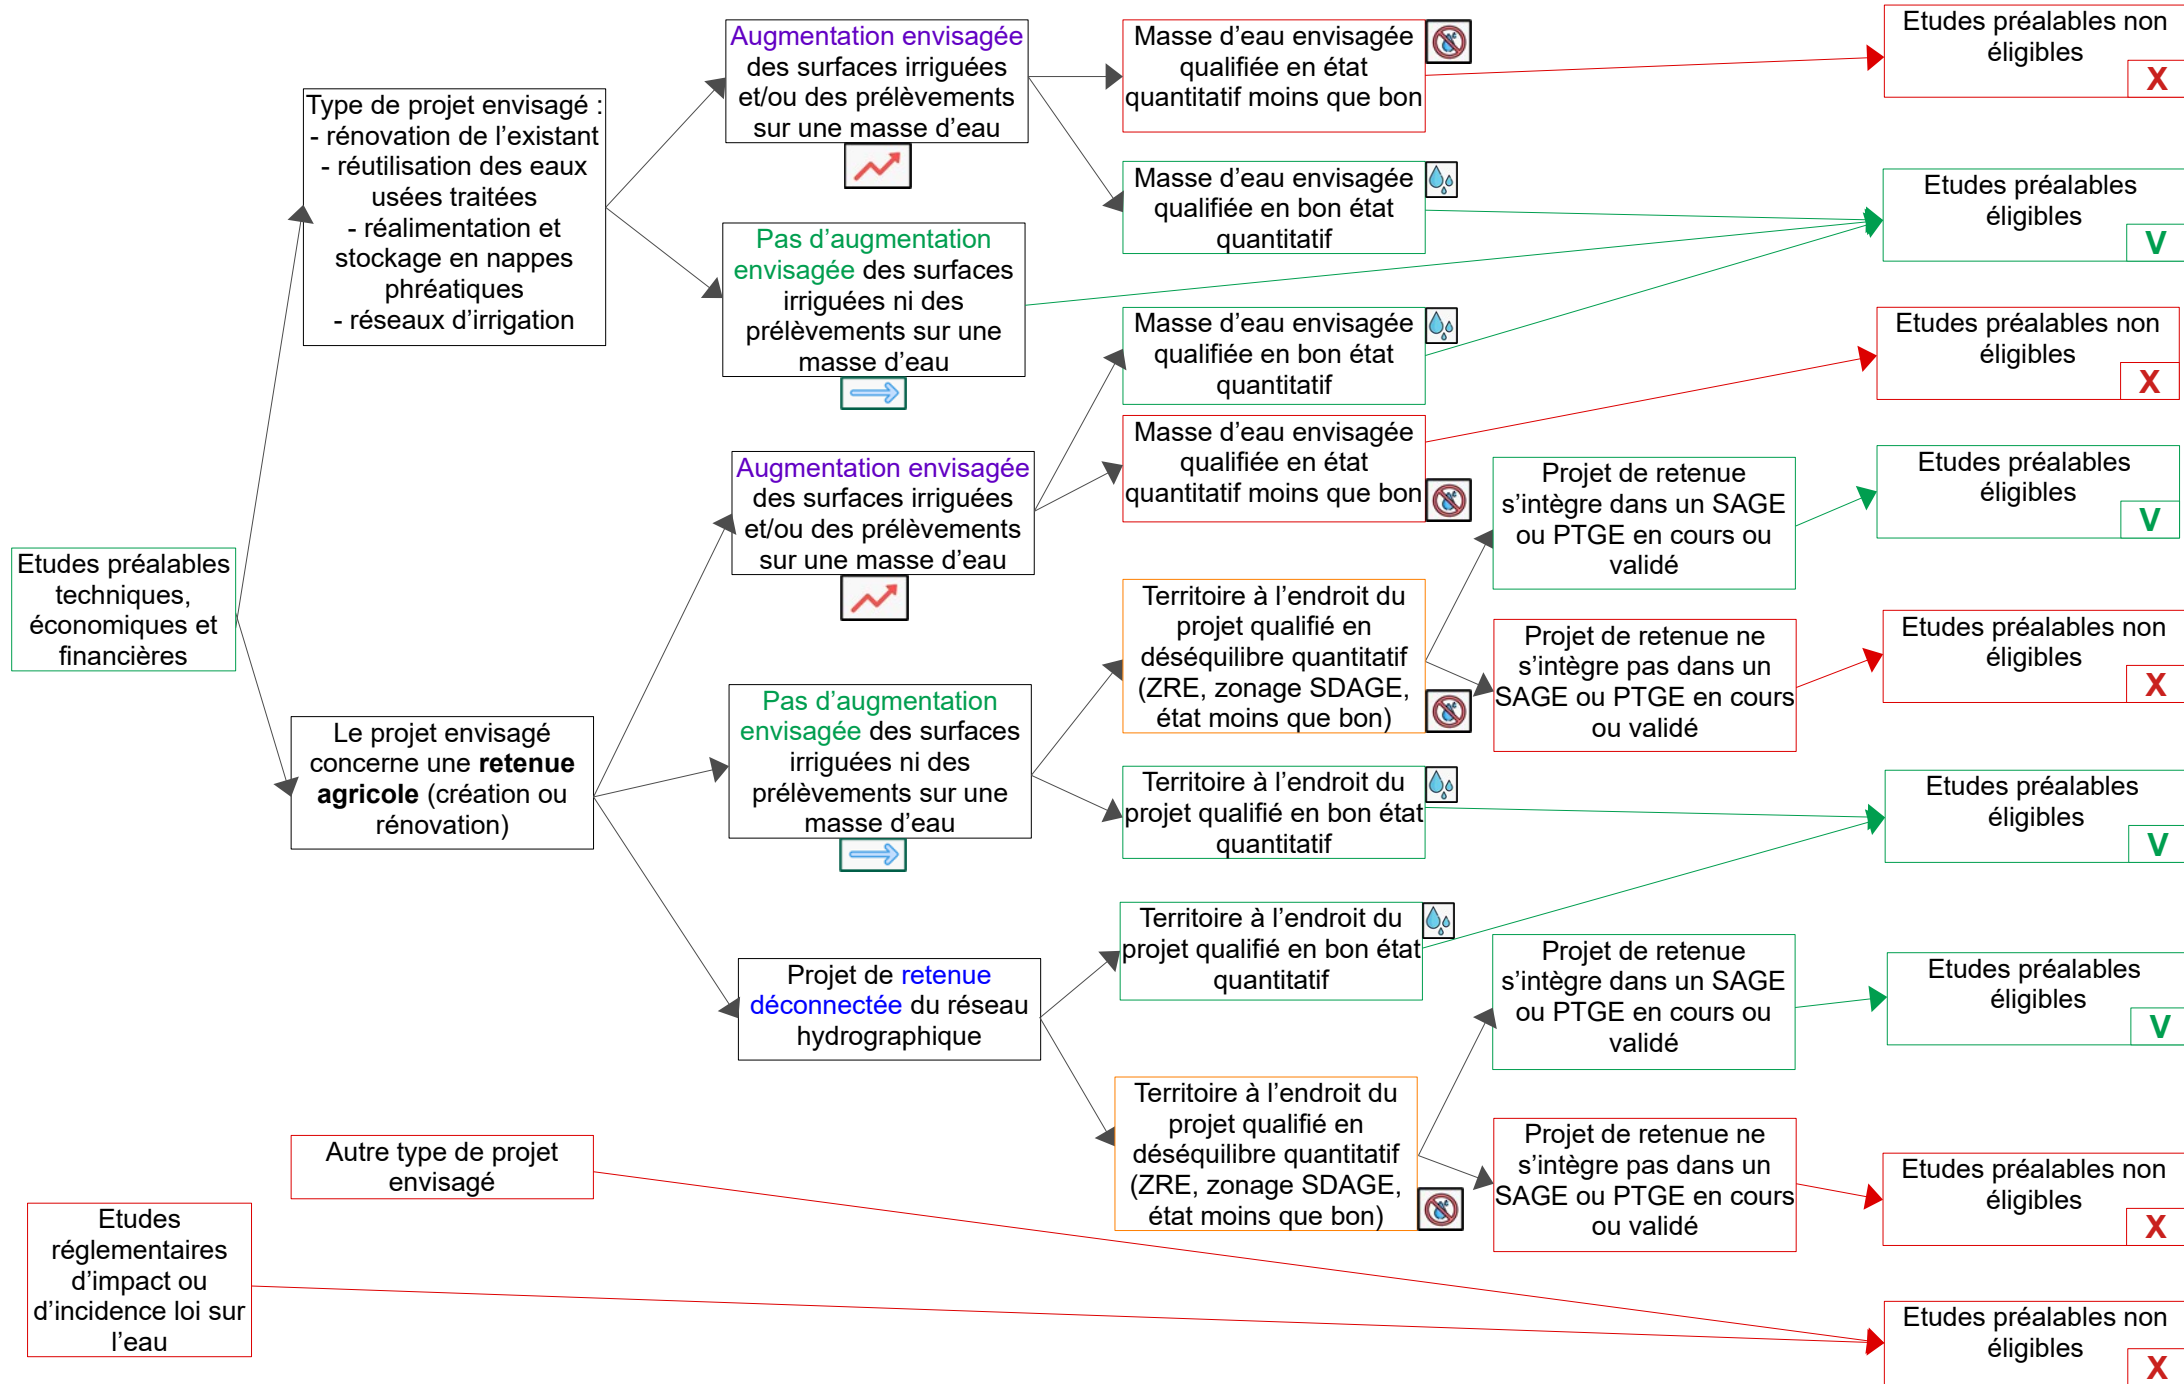 Etudes préalables
techniques,
économiques et
financières
Type de projet envisagé :
- rénovation de l’existant
- réutilisation des eaux
usées traitées
- réalimentation et
stockage en nappes
phréatiques
- réseaux d’irrigation
Augmentation envisagée
des surfaces irriguées
et/ou des prélèvements
sur une masse d’eau
Masse d’eau envisagée
qualifiée en état
quantitatif moins que bon
Etudes préalables non
éligibles
X
Masse d’eau envisagée
qualifiée en bon état
quantitatif
Etudes préalables
éligibles
V
Pas d’augmentation
envisagée des surfaces
irriguées ni des
prélèvements sur une
masse d’eau
Le projet envisagé
concerne une retenue
agricole (création ou
rénovation)
Augmentation envisagée
des surfaces irriguées
et/ou des prélèvements
sur une masse d’eau
Masse d’eau envisagée
qualifiée en bon état
quantitatif
Masse d’eau envisagée
qualifiée en état
quantitatif moins que bon
Etudes préalables non
éligibles
X
Pas d’augmentation
envisagée des surfaces
irriguées ni des
prélèvements sur une
masse d’eau
Territoire à l’endroit du
projet qualifié en
déséquilibre quantitatif
(ZRE, zonage SDAGE,
état moins que bon)
Projet de retenue
s’intègre dans un SAGE
ou PTGE en cours ou
validé
Etudes préalables
éligibles
V
Projet de retenue ne
s’intègre pas dans un
SAGE ou PTGE en cours
ou validé
Etudes préalables non
éligibles
X
Territoire à l’endroit du
projet qualifié en bon état
quantitatif
Etudes préalables
éligibles
V
Projet de retenue
déconnectée du réseau
hydrographique
Territoire à l’endroit du
projet qualifié en bon état
quantitatif
Territoire à l’endroit du
projet qualifié en
déséquilibre quantitatif
(ZRE, zonage SDAGE,
état moins que bon)
Projet de retenue
s’intègre dans un SAGE
ou PTGE en cours ou
validé
Etudes préalables
éligibles
V
Projet de retenue ne
s’intègre pas dans un
SAGE ou PTGE en cours
ou validé
Etudes préalables non
éligibles
X
Autre type de projet
envisagé
Etudes
réglementaires
d’impact ou
d’incidence loi sur
l’eau
Etudes préalables non
éligibles
X